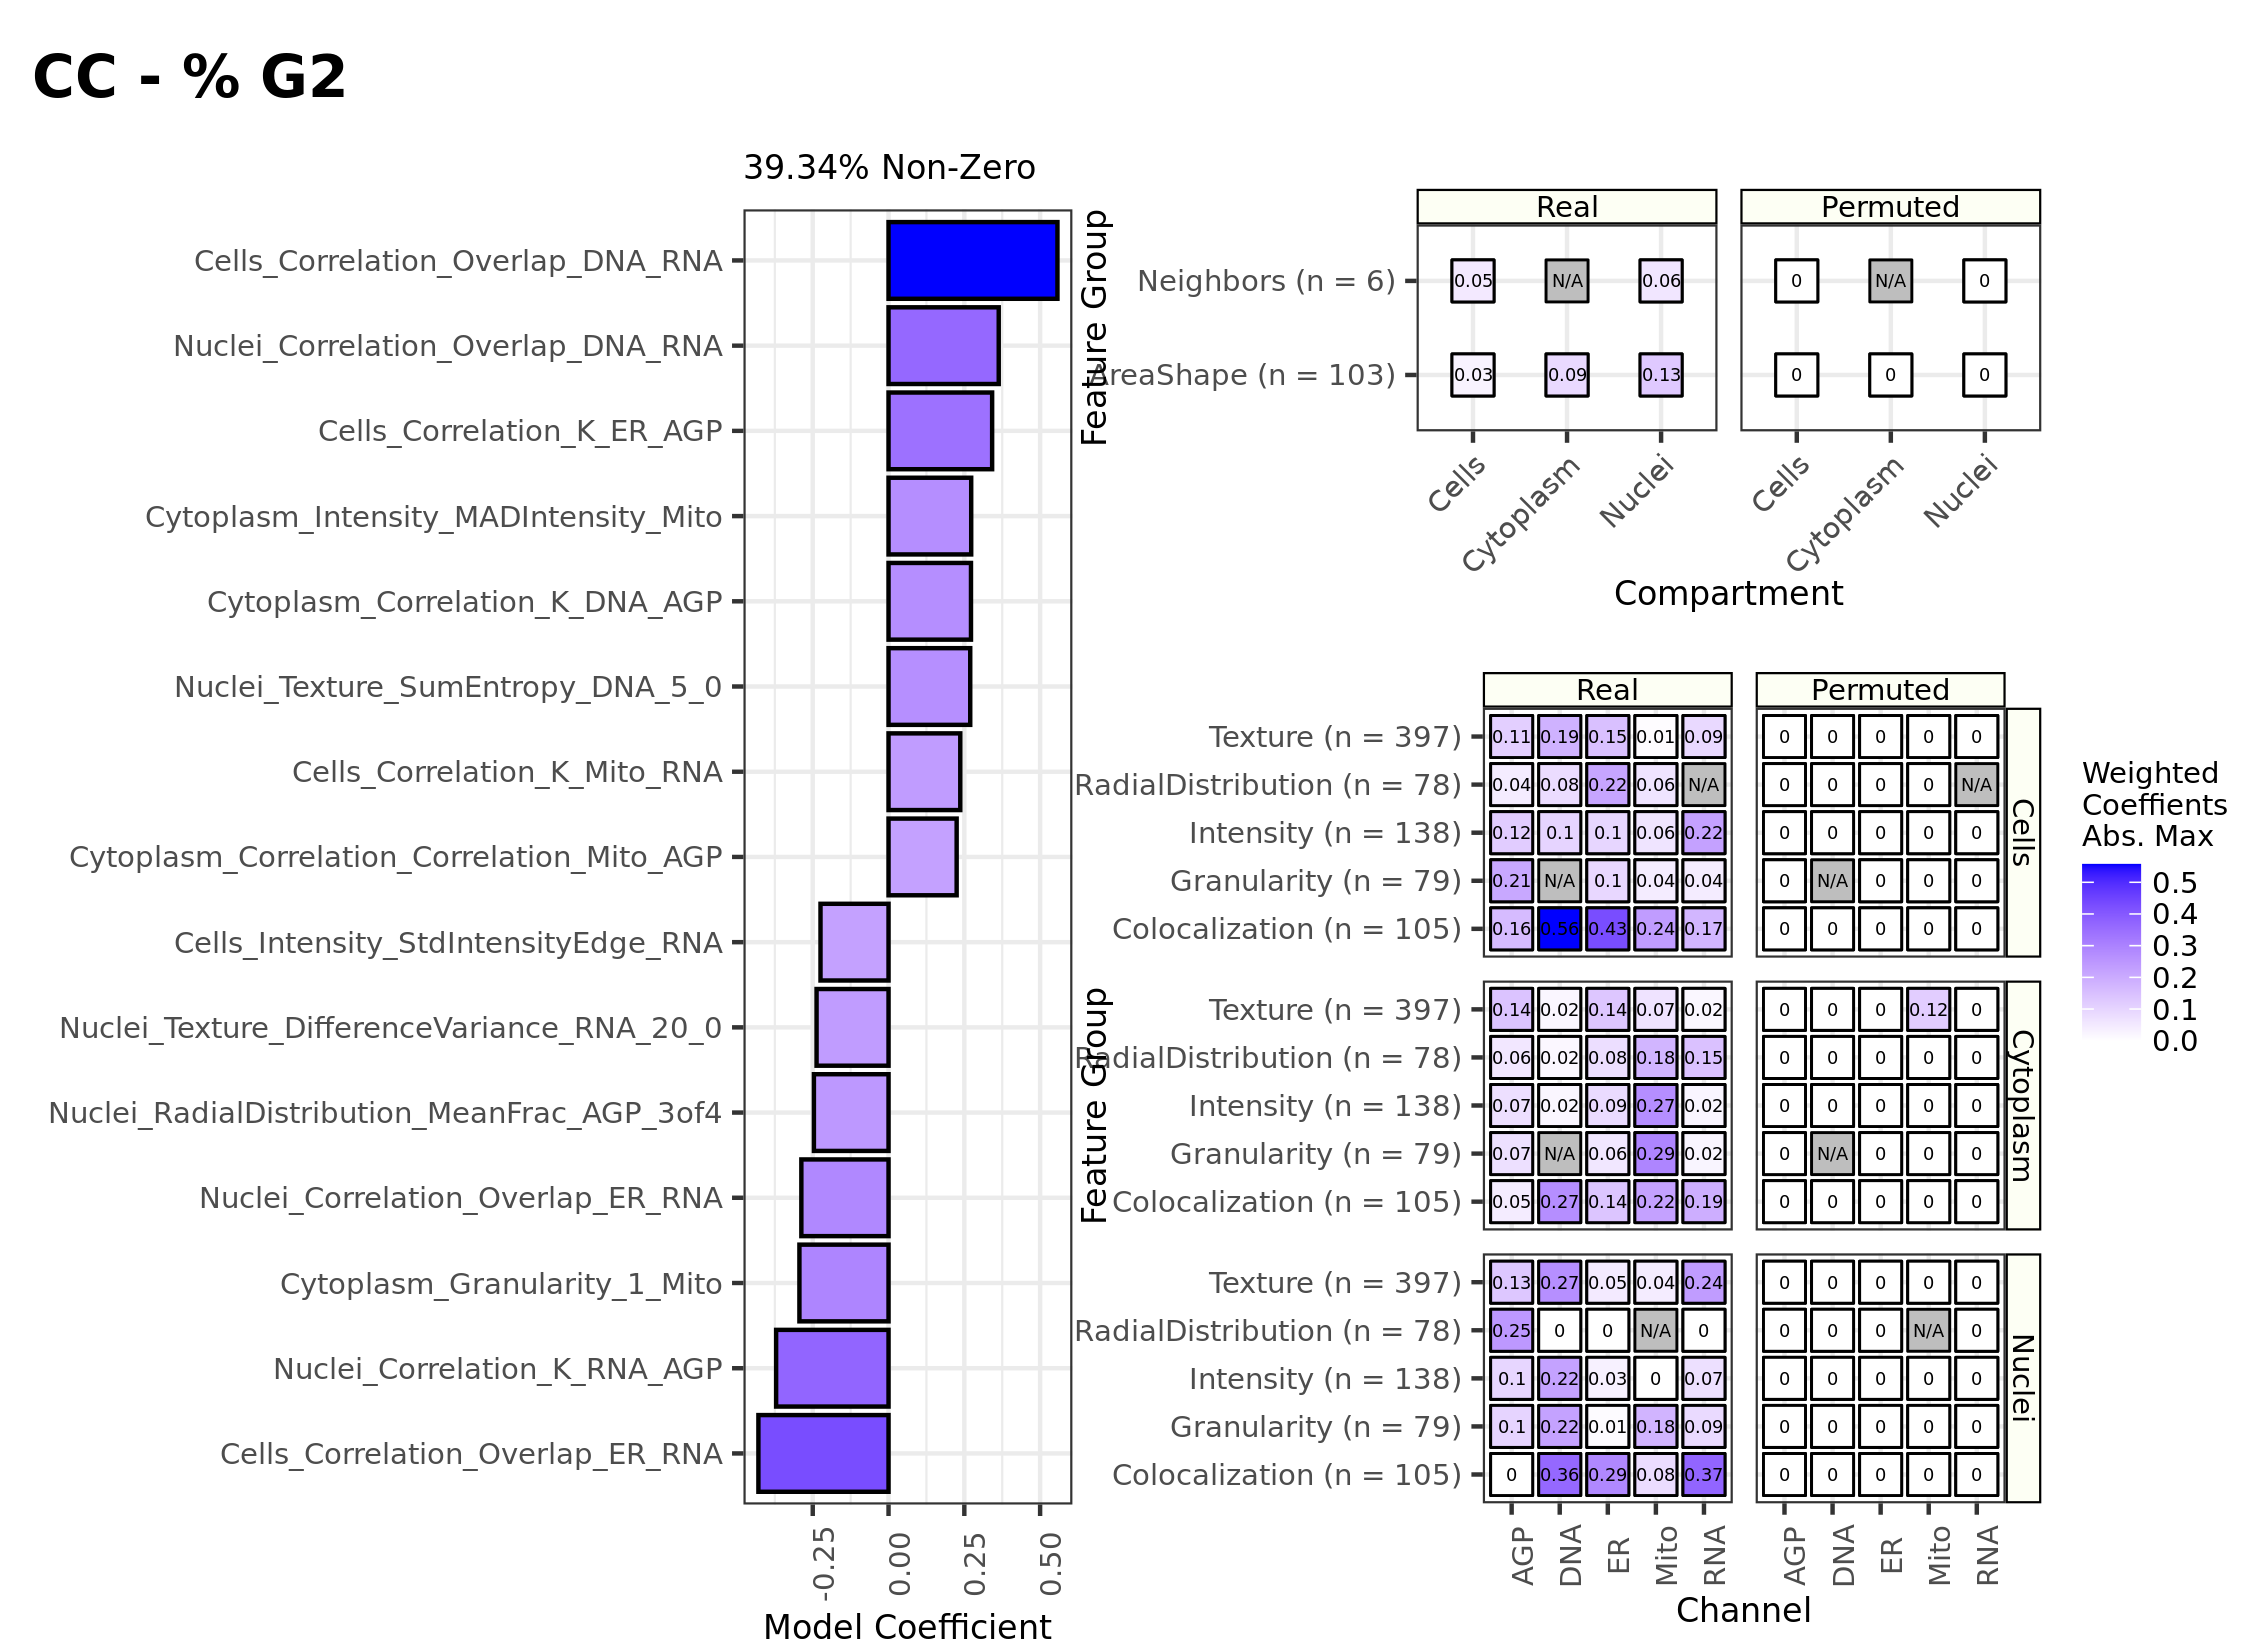 CC - % G2
39.34% Non-Zero
Cells_Correlation_Overlap_DNA_RNA
Nuclei_Correlation_Overlap_DNA_RNA
Cells_Correlation_K_ER_AGP
Cytoplasm_Intensity_MADIntensity_Mito
Cytoplasm_Correlation_K_DNA_AGP
Nuclei_Texture_SumEntropy_DNA_5_0
Cells_Correlation_K_Mito_RNA
Cytoplasm_Correlation_Correlation_Mito_AGP
Cells_Intensity_StdIntensityEdge_RNA
Nuclei_Texture_DifferenceVariance_RNA_20_0
Nuclei_RadialDistribution_MeanFrac_AGP_3of4
Nuclei_Correlation_Overlap_ER_RNA
Cytoplasm_Granularity_1_Mito
Nuclei_Correlation_K_RNA_AGP
Cells_Correlation_Overlap_ER_RNA
-0.25 0.00 0.25 0.50
Model Coefficient
Feature Group
Real Permuted
Neighbors (n = 6) 0.05 N/A 0.06 0 N/A 0
AreaShape (n = 103) 0.03 0.09 0.13 0 0 0
Cells Cytoplasm Nuclei Cells Cytoplasm Nuclei
Compartment
Feature Group
Real Permuted
Texture (n = 397) 0.11 0.19 0.15 0.01 0.09 0 0 0 0 0
RadialDistribution (n = 78) 0.04 0.08 0.22 0.06 N/A 0 0 0 0 N/A
Intensity (n = 138) 0.12 0.1 0.1 0.06 0.22 0 0 0 0 0
Granularity (n = 79) 0.21 N/A 0.1 0.04 0.04 0 N/A 0 0 0
Colocalization (n = 105) 0.16 0.56 0.43 0.24 0.17 0 0 0 0 0
Cells
Texture (n = 397) 0.14 0.02 0.14 0.07 0.02 0 0 0 0.12 0
RadialDistribution (n = 78) 0.06 0.02 0.08 0.18 0.15 0 0 0 0 0
Intensity (n = 138) 0.07 0.02 0.09 0.27 0.02 0 0 0 0 0
Granularity (n = 79) 0.07 N/A 0.06 0.29 0.02 0 N/A 0 0 0
Colocalization (n = 105) 0.05 0.27 0.14 0.22 0.19 0 0 0 0 0
Cytoplasm
Texture (n = 397) 0.13 0.27 0.05 0.04 0.24 0 0 0 0 0
RadialDistribution (n = 78) 0.25 0 0 N/A 0 0 0 0 N/A 0
Intensity (n = 138) 0.1 0.22 0.03 0 0.07 0 0 0 0 0
Granularity (n = 79) 0.1 0.22 0.01 0.18 0.09 0 0 0 0 0
Colocalization (n = 105) 0 0.36 0.29 0.08 0.37 0 0 0 0 0
Nuclei
AGP DNA ER Mito RNA AGP DNA ER Mito RNA
Channel
Weighted
Coeffients
Abs. Max
0.5
0.4
0.3
0.2
0.1
0.0